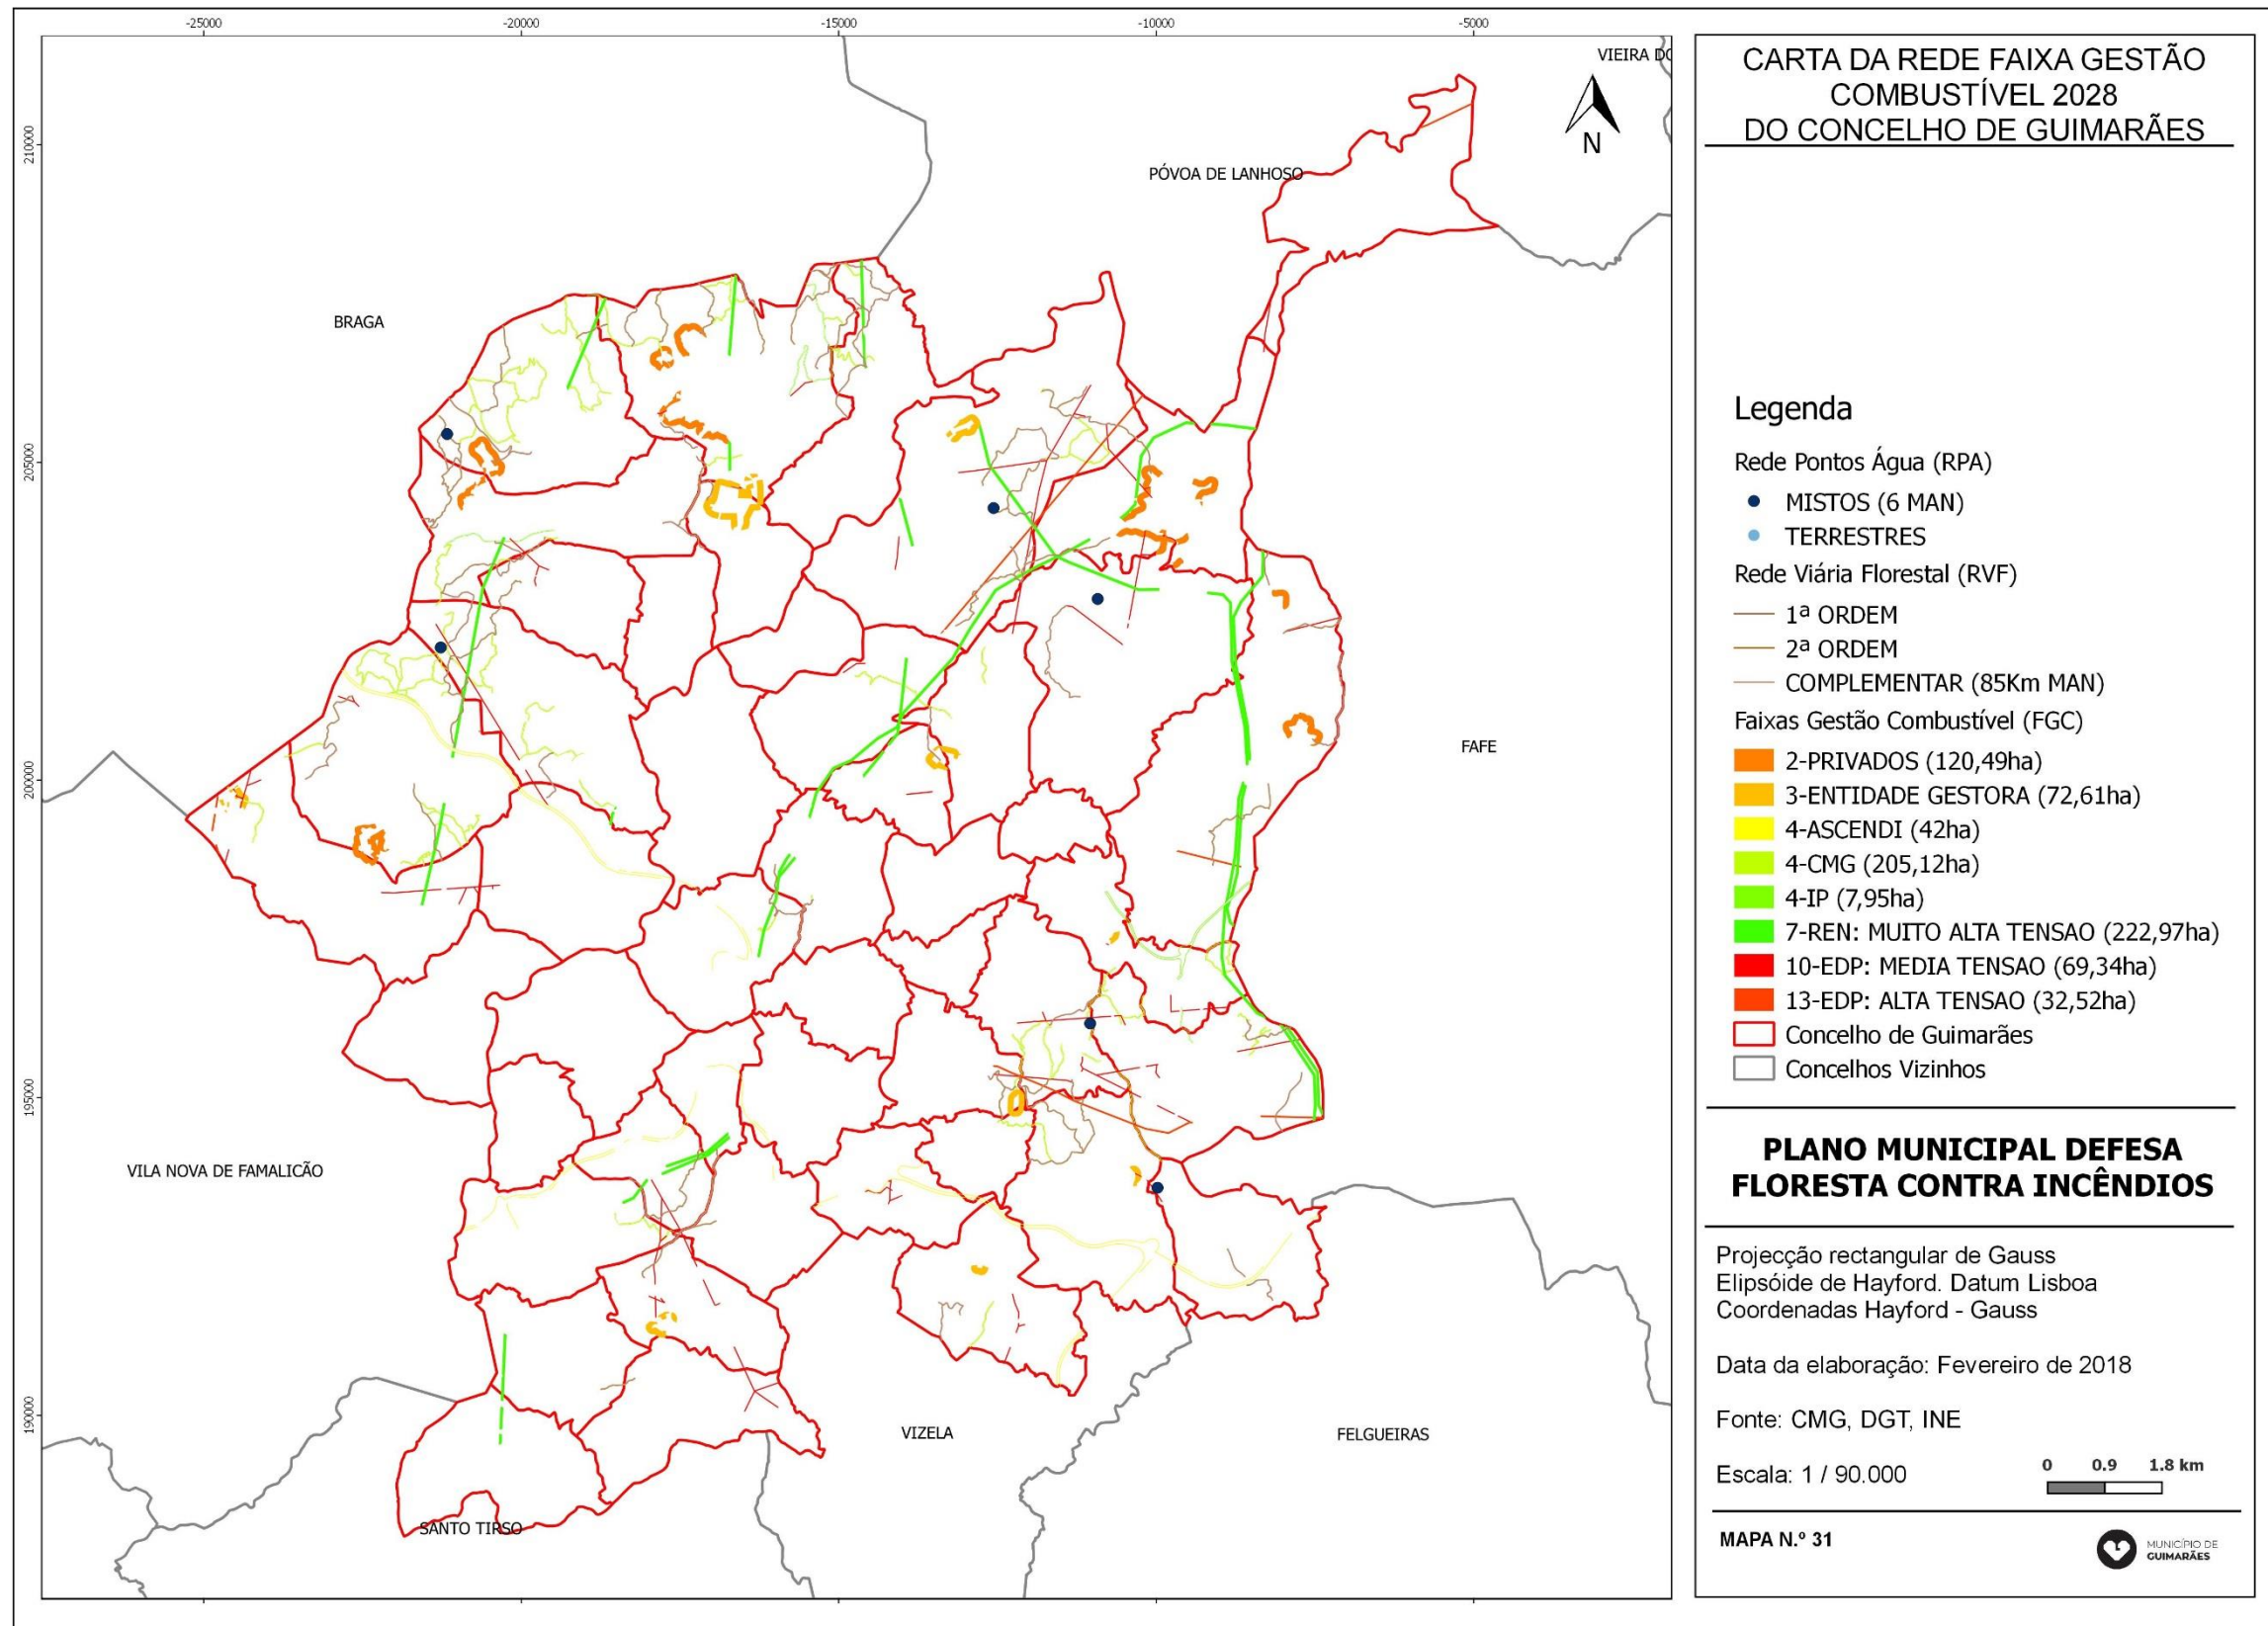 -25000
-20000
-15000
-10000
-5000
210000
205000
200000
195000
190000
VIEIRA DO
PÓVOA DE LANHOSO
N
BRAGA
FAFE
VILA NOVA DE FAMALICÃO
VIZELA
FELGUEIRAS
SANTO TIRSO
CARTA DA REDE FAIXA GESTÃO
COMBUSTÍVEL 2028
DO CONCELHO DE GUIMARÃES
Legenda
Rede Pontos Água (RPA)
MISTOS (6 MAN)
TERRESTRES
Rede Viária Florestal (RVF)
1ª ORDEM
2ª ORDEM
COMPLEMENTAR (85Km MAN)
Faixas Gestão Combustível (FGC)
2-PRIVADOS (120,49ha)
3-ENTIDADE GESTORA (72,61ha)
4-ASCENDI (42ha)
4-CMG (205,12ha)
4-IP (7,95ha)
7-REN: MUITO ALTA TENSAO (222,97ha)
10-EDP: MEDIA TENSAO (69,34ha)
13-EDP: ALTA TENSAO (32,52ha)
Concelho de Guimarães
Concelhos Vizinhos
PLANO MUNICIPAL DEFESA
FLORESTA CONTRA INCÊNDIOS
Projecção rectangular de Gauss
Elipsóide de Hayford. Datum Lisboa
Coordenadas Hayford - Gauss
Data da elaboração: Fevereiro de 2018
Fonte: CMG, DGT, INE
Escala: 1 / 90.000
0 0.9 1.8 km
MAPA N.º 31
MUNICÍPIO DE
GUIMARÃES